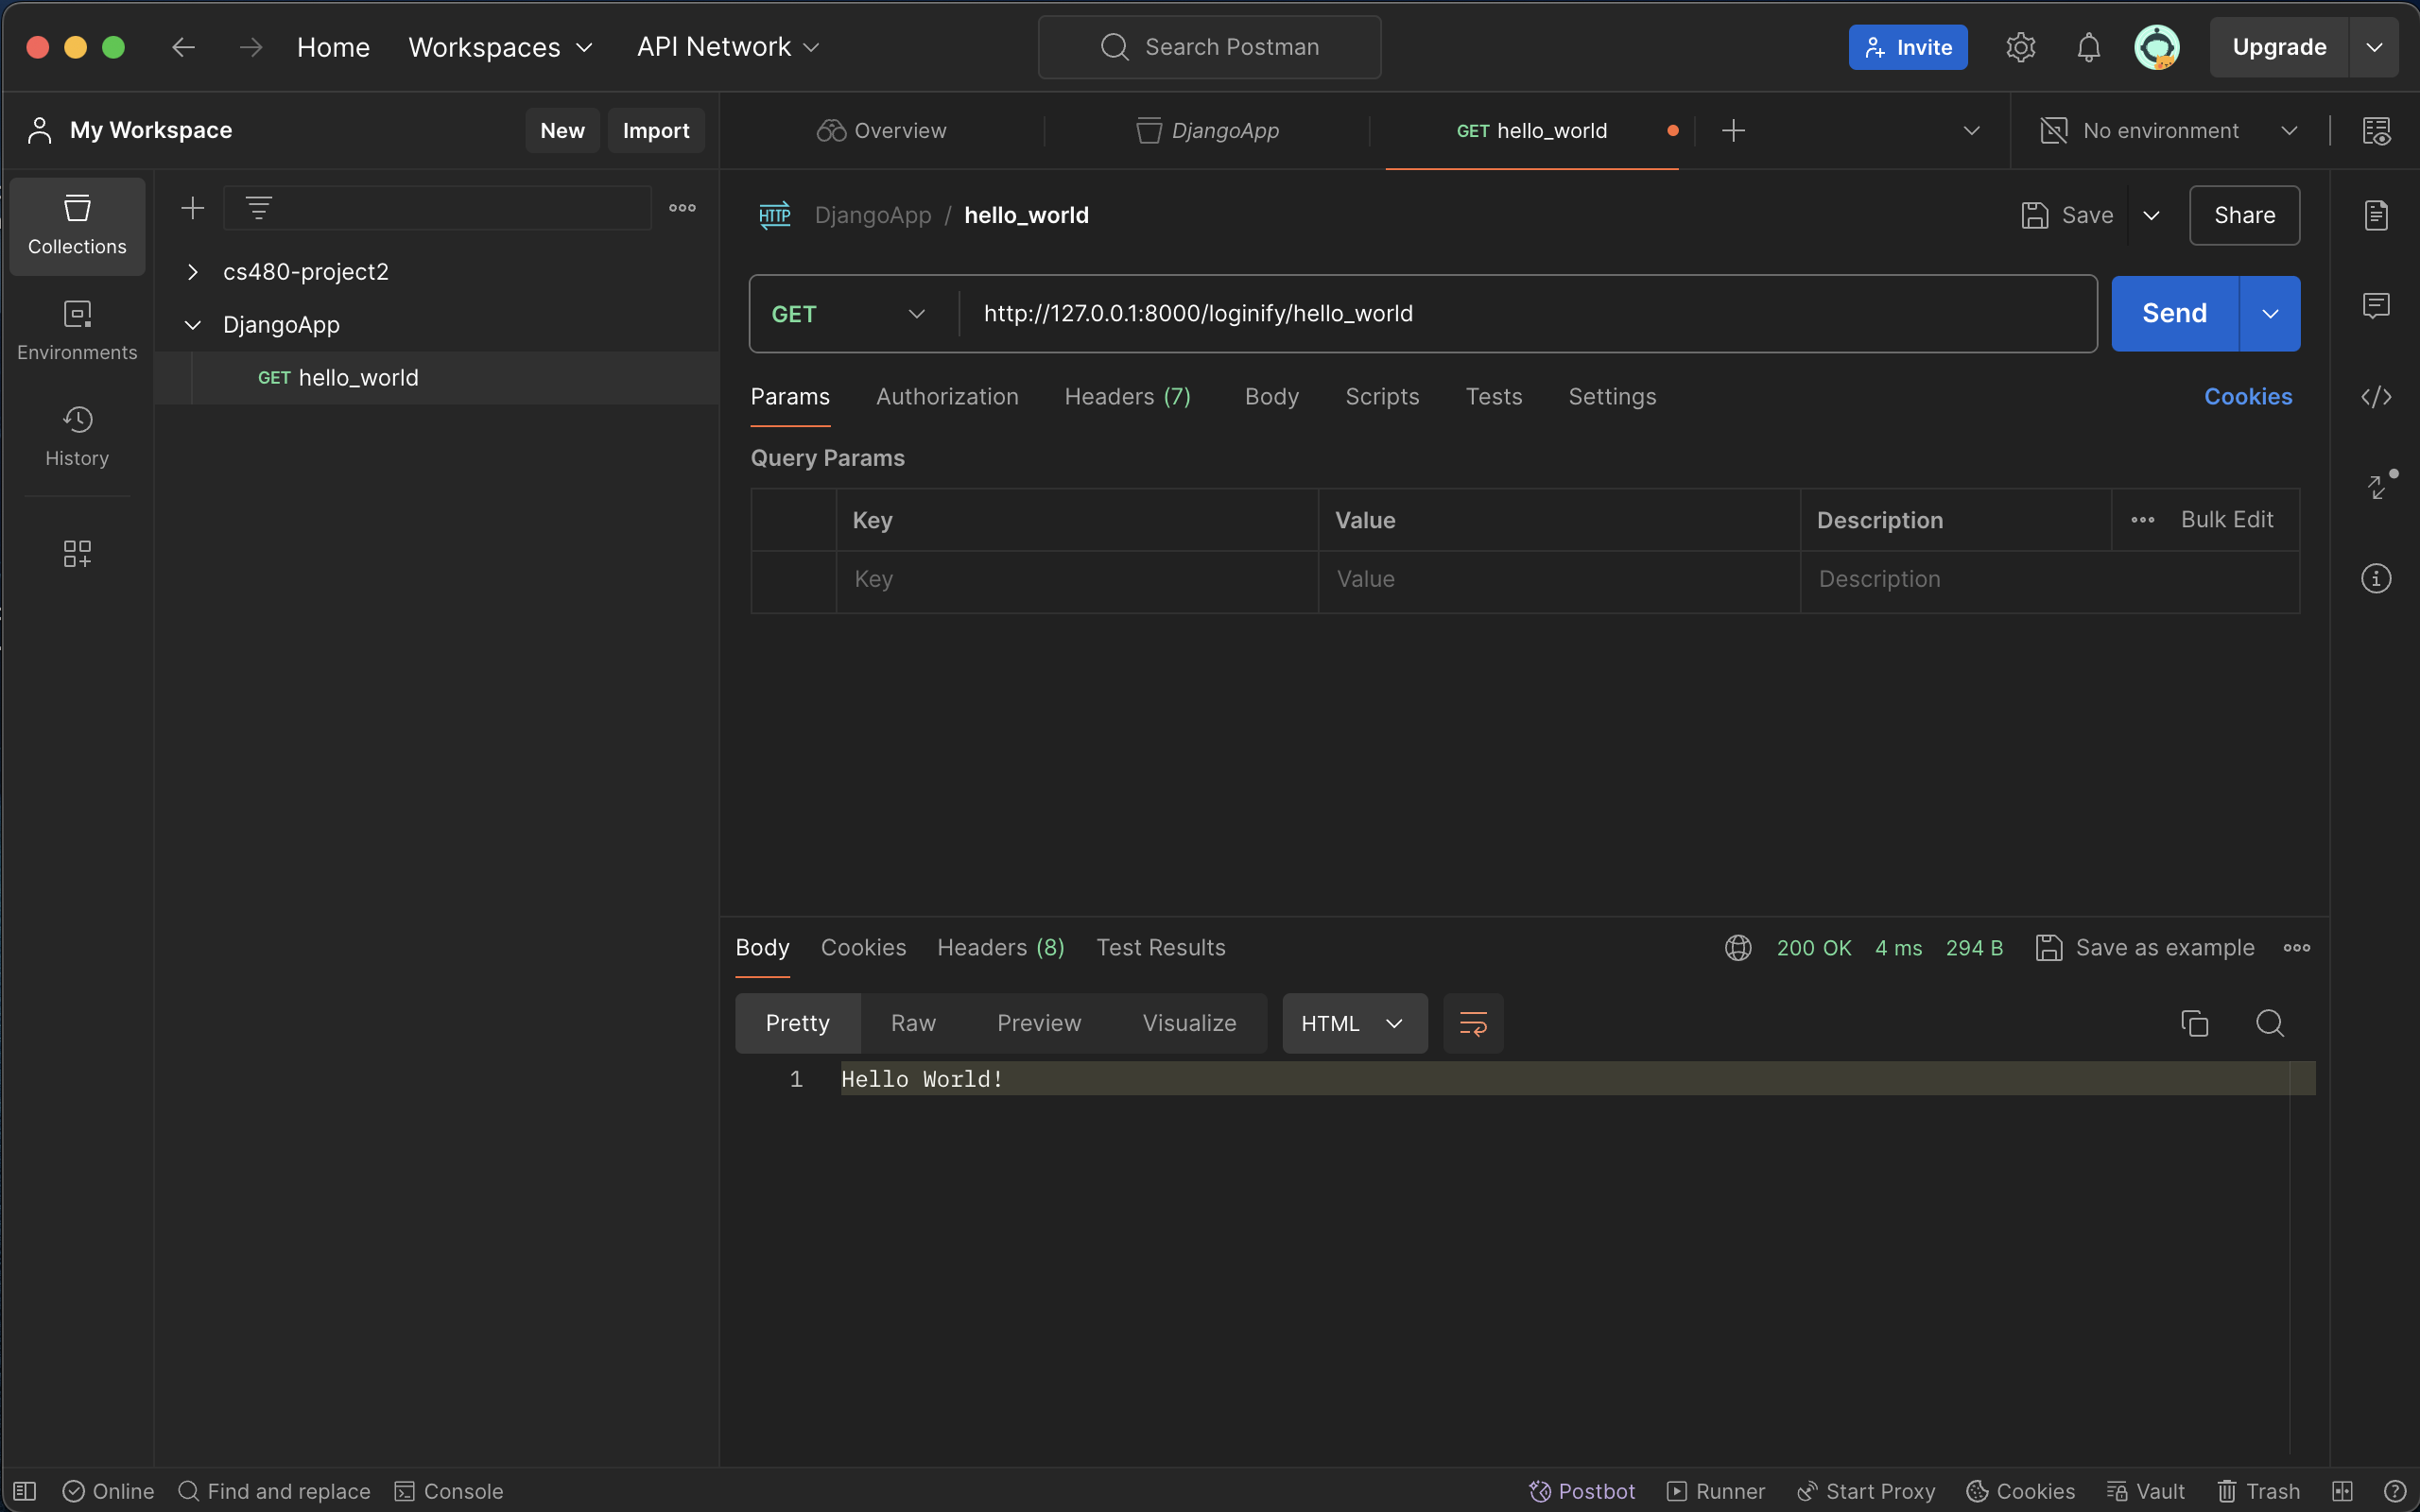 Home Workspaces API Network Search Postman Invite Upgrade
My Workspace New Import Overview DjangoApp GET hello_world No environment
Collections
Environments
History
cs480-project2
DjangoApp
GET hello_world
HTTP DjangoApp / hello_world Save Share
GET http://127.0.0.1:8000/loginify/hello_world Send
Params Authorization Headers (7) Body Scripts Tests Settings Cookies
Query Params
Key Value Description Bulk Edit
Key Value Description
Body Cookies Headers (8) Test Results 200 OK 4 ms 294 B Save as example
Pretty Raw Preview Visualize HTML
1 Hello World!
Online Find and replace Console Postbot Runner Start Proxy Cookies Vault Trash